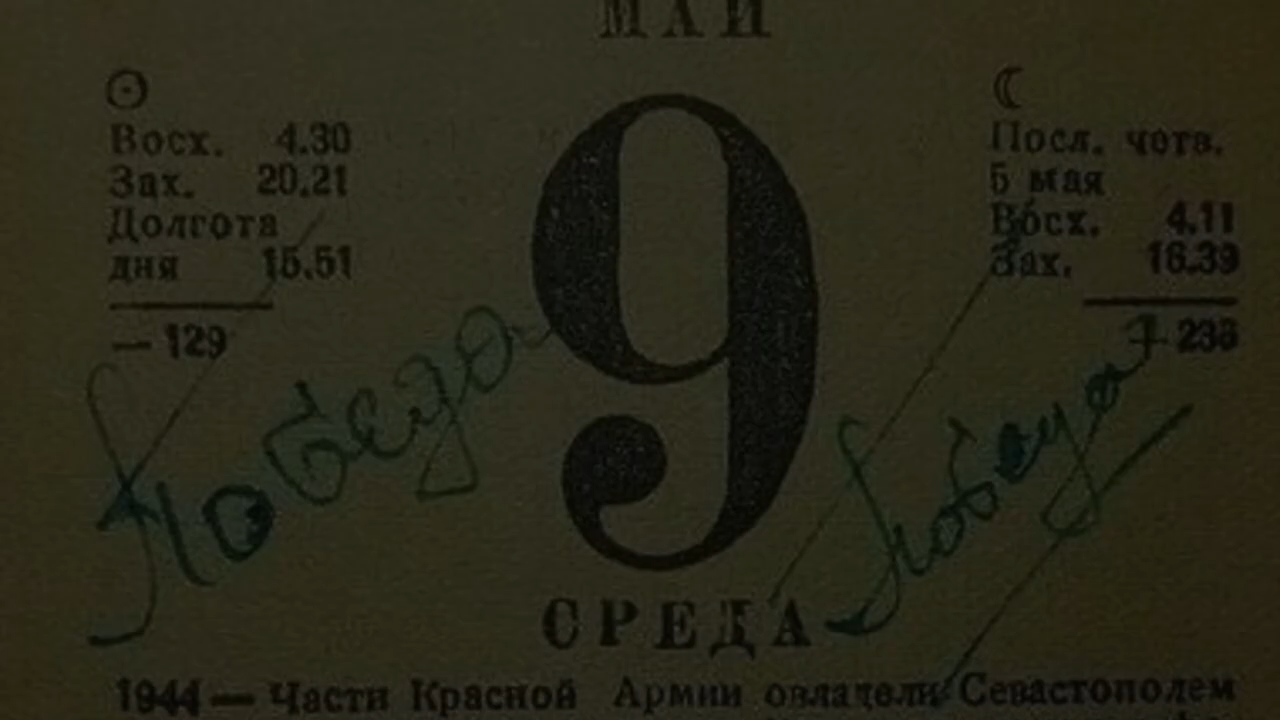 МАЙ
Восх. 4.30
Зах. 20.21
Долгота
дня 15.51
— 129
9
Посл. четв.
5 мая
Восх. 4.11
Зах. 16.39
+ 236
Победа
Победа
СРЕДА
1944 — Части Красной Армии овладели Севастополем